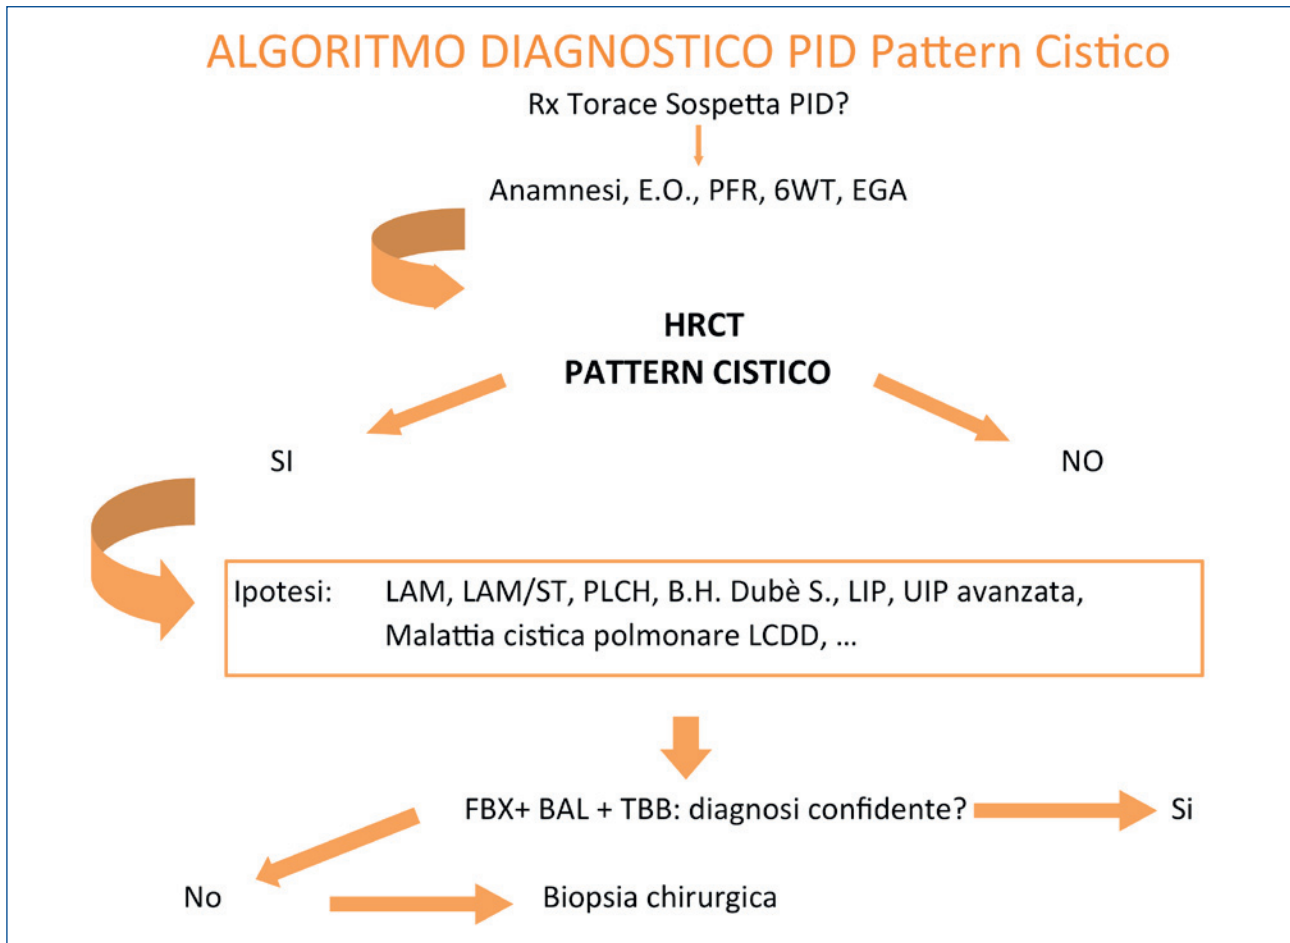 ALGORITMO DIAGNOSTICO PID Pattern Cistico
Rx Torace Sospetta PID?
Anamnesi, E.O., PFR, 6WT, EGA
HRCT
PATTERN CISTICO
SI
NO
Ipotesi: LAM, LAM/ST, PLCH, B.H. Dubè S., LIP, UIP avanzata,
Malattia cistica polmonare LCDD, ...
FBX+ BAL + TBB: diagnosi confidente?
Si
No
Biopsia chirurgica